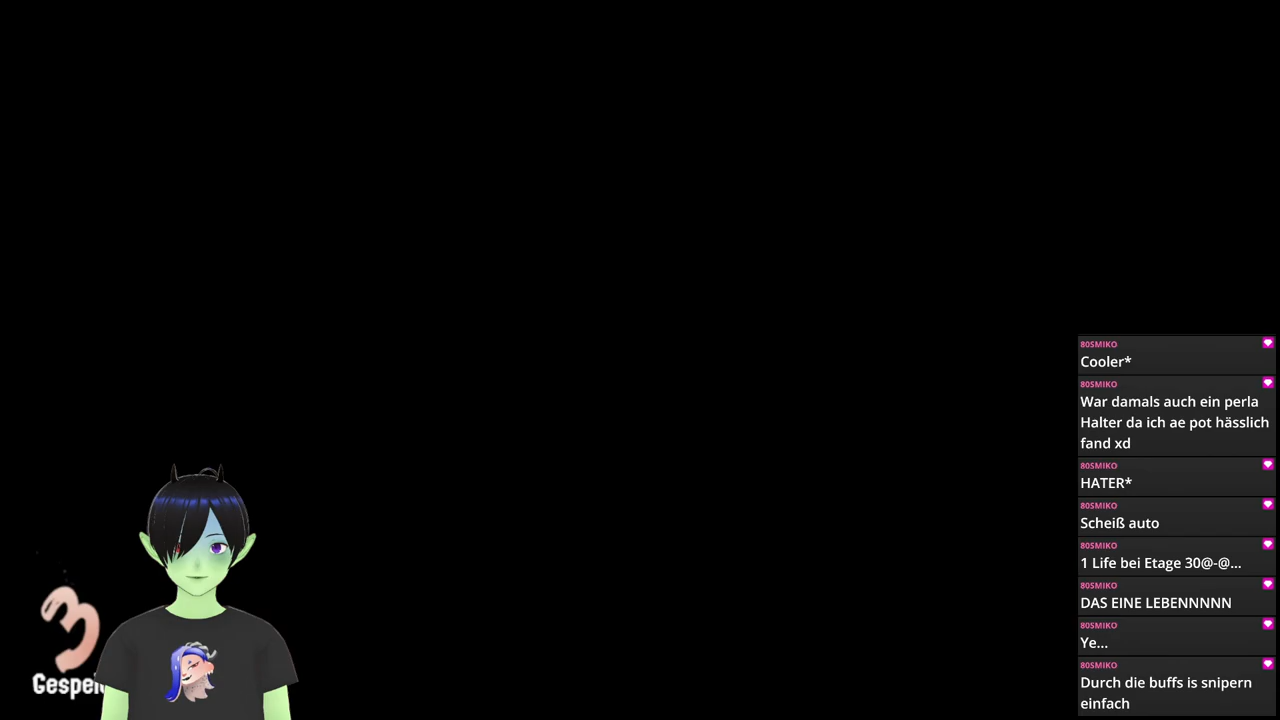 80SMIKO
Cooler*
80SMIKO
War damals auch ein perla
Halter da ich ae pot hässlich
fand xd
80SMIKO
HATER*
80SMIKO
Scheiß auto
80SMIKO
1 Life bei Etage 30@-@...
80SMIKO
DAS EINE LEBENNNNN
80SMIKO
Ye...
80SMIKO
Durch die buffs is snipern
einfach
3